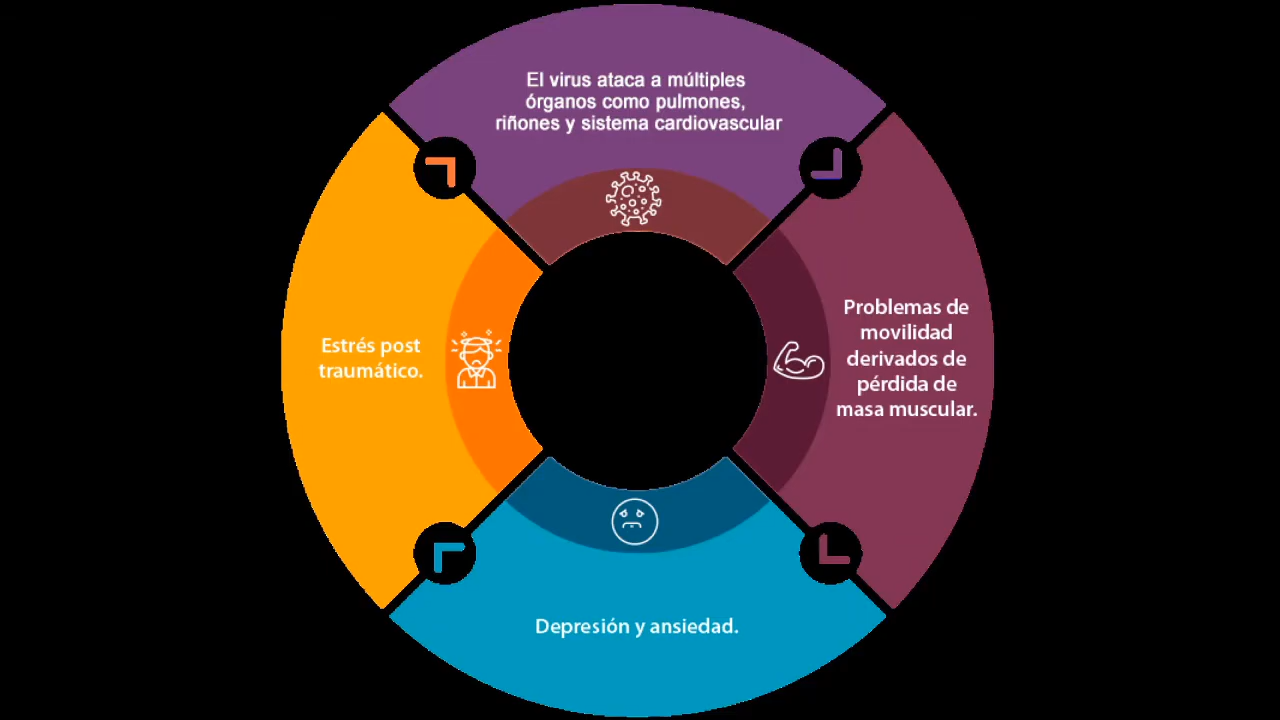 El virus ataca a múltiples
órganos como pulmones,
riñones y sistema cardiovascular
Problemas de
movilidad
derivados de
pérdida de
masa muscular.
Depresión y ansiedad.
Estrés post
traumático.